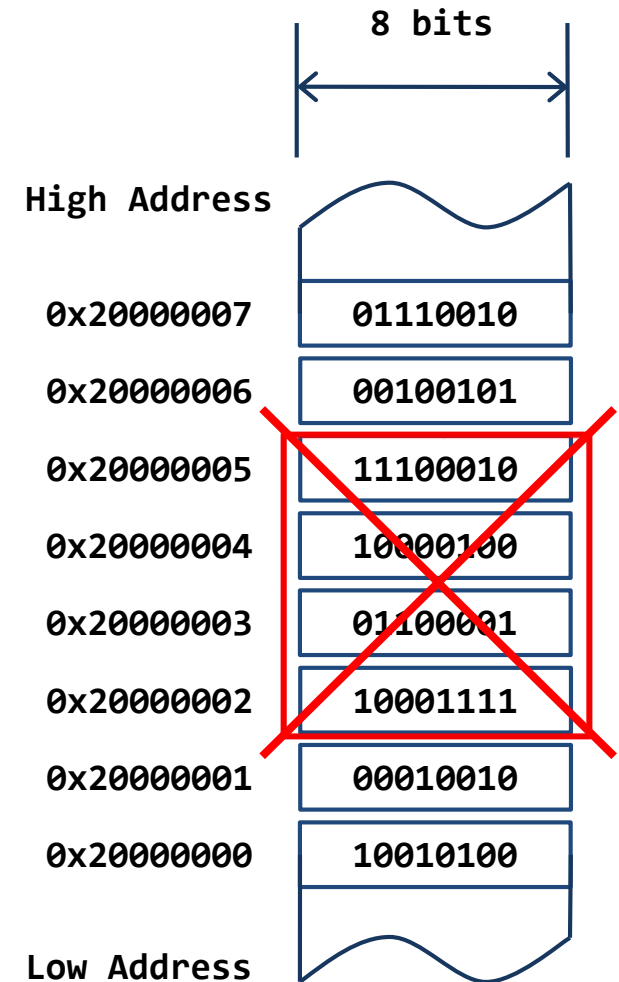 8 bits
High Address
0x20000007 01110010
0x20000006 00100101
0x20000005 11100010
0x20000004 10000100
0x20000003 01100001
0x20000002 10001111
0x20000001 00010010
0x20000000 10010100
Low Address